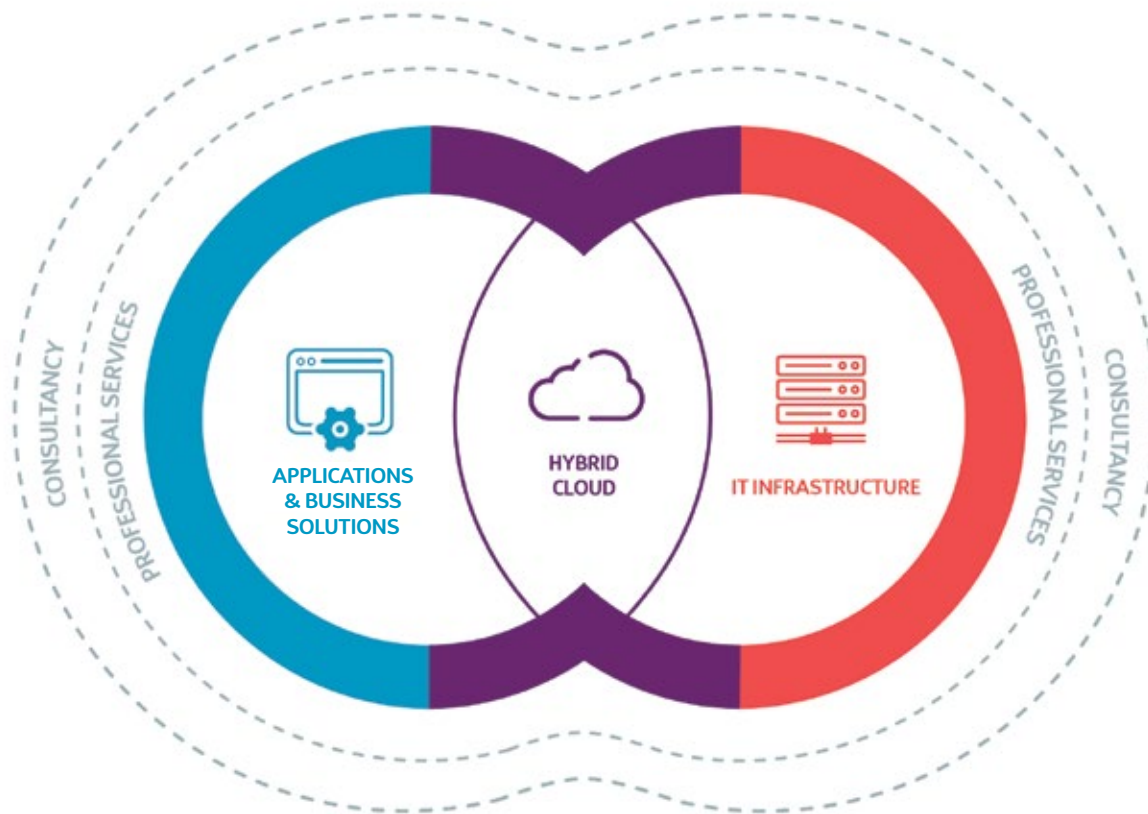 CONSULTANCY
PROFESSIONAL SERVICES
APPLICATIONS
& BUSINESS
SOLUTIONS
HYBRID
CLOUD
IT INFRASTRUCTURE
PROFESSIONAL SERVICES
CONSULTANCY